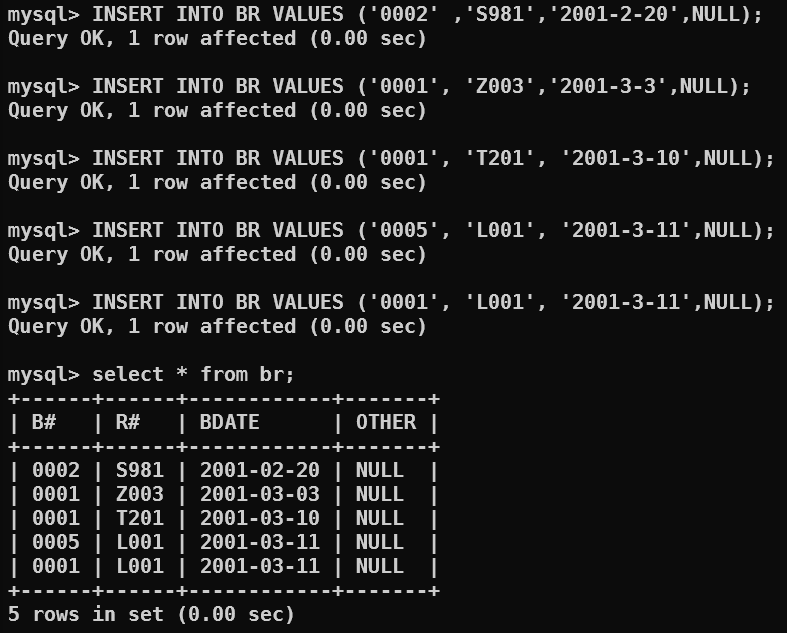 mysql> INSERT INTO BR VALUES ('0002' ,'S981','2001-2-20',NULL);
Query OK, 1 row affected (0.00 sec)

mysql> INSERT INTO BR VALUES ('0001', 'Z003','2001-3-3',NULL);
Query OK, 1 row affected (0.00 sec)

mysql> INSERT INTO BR VALUES ('0001', 'T201', '2001-3-10',NULL);
Query OK, 1 row affected (0.00 sec)

mysql> INSERT INTO BR VALUES ('0005', 'L001', '2001-3-11',NULL);
Query OK, 1 row affected (0.00 sec)

mysql> INSERT INTO BR VALUES ('0001', 'L001', '2001-3-11',NULL);
Query OK, 1 row affected (0.00 sec)

mysql> select * from br;
+------+------+------------+-------+
| B#   | R#   | BDATE      | OTHER |
+------+------+------------+-------+
| 0002 | S981 | 2001-02-20 | NULL  |
| 0001 | Z003 | 2001-03-03 | NULL  |
| 0001 | T201 | 2001-03-10 | NULL  |
| 0005 | L001 | 2001-03-11 | NULL  |
| 0001 | L001 | 2001-03-11 | NULL  |
+------+------+------------+-------+
5 rows in set (0.00 sec)